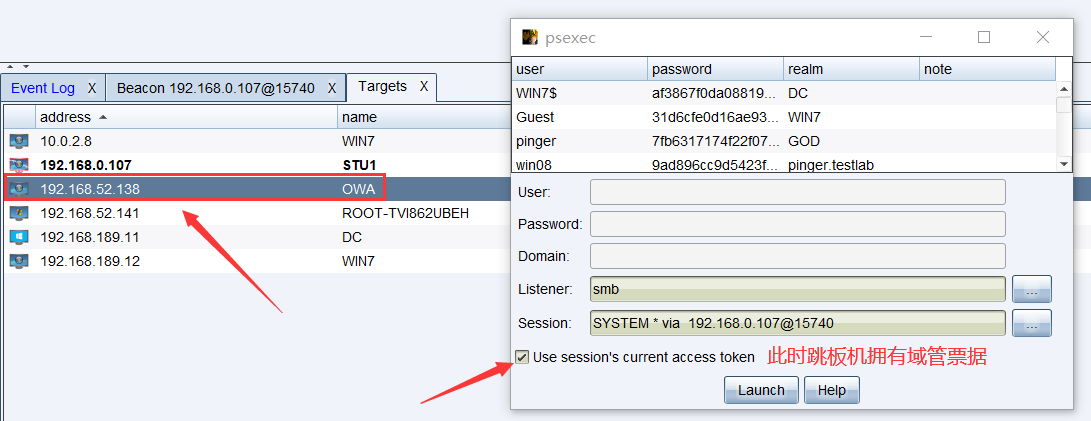 psexec
user password realm note
WIN7$ af3867f0da08819... DC
Guest 31d6cfe0d16ae93... WIN7
pinger 7fb6317174f22f07... GOD
win08 9ad896cc9d5423f... pinger.testlab
User:
Password:
Domain:
Listener: smb ...
Session: SYSTEM * via 192.168.0.107@15740 ...
Use session's current access token 此时跳板机拥有域管票据
Launch Help
Event Log X Beacon 192.168.0.107@15740 X Targets X
address name
10.0.2.8 WIN7
192.168.0.107 STU1
192.168.52.138 OWA
192.168.52.141 ROOT-TVI862UBEH
192.168.189.11 DC
192.168.189.12 WIN7